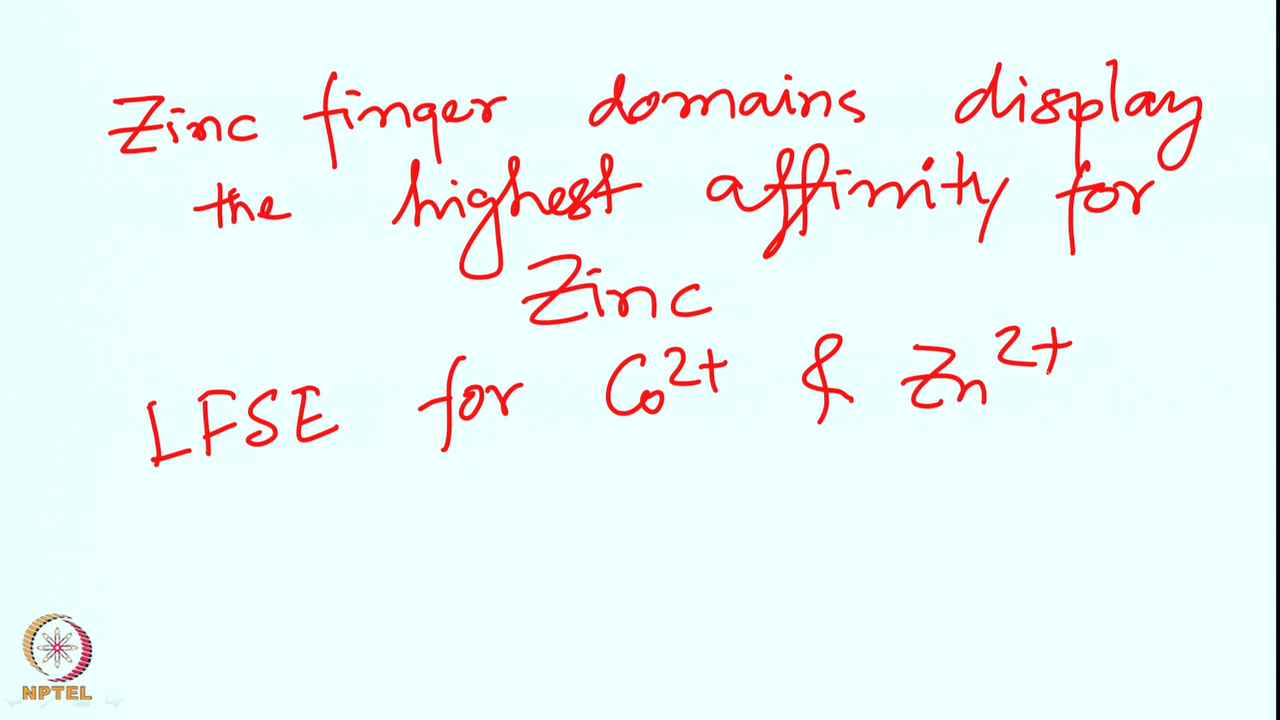 Zinc finger domains display
the highest affinity for
Zinc
LFSE for Co2+ & Zn2+
NPTEL